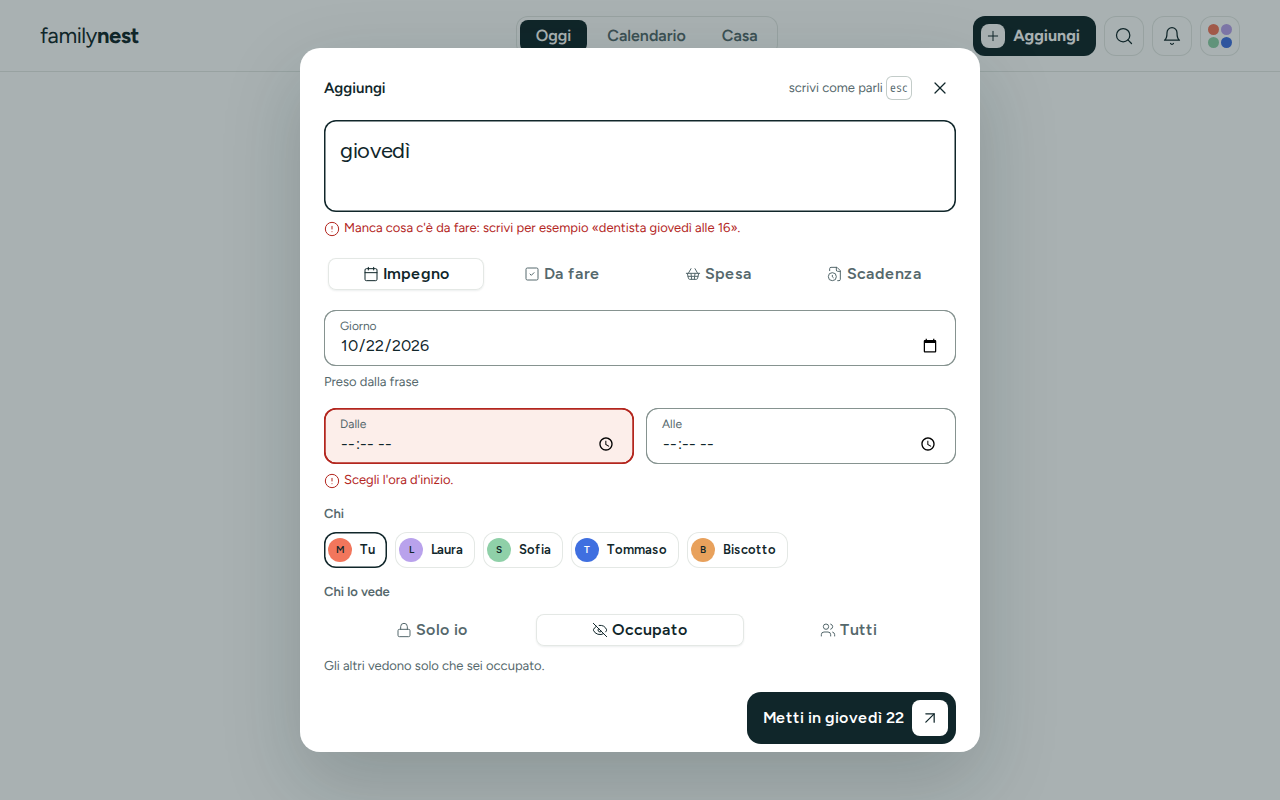 familynest
Oggi Calendario Casa
Aggiungi
Aggiungi
scrivi come parli esc
giovedì
Manca cosa c'è da fare: scrivi per esempio «dentista giovedì alle 16».
Impegno Da fare Spesa Scadenza
Giorno
10/22/2026
Preso dalla frase
Dalle Alle
--:-- -- --:-- --
Scegli l'ora d'inizio.
Chi
M Tu L Laura S Sofia T Tommaso B Biscotto
Chi lo vede
Solo io Occupato Tutti
Gli altri vedono solo che sei occupato.
Metti in giovedì 22